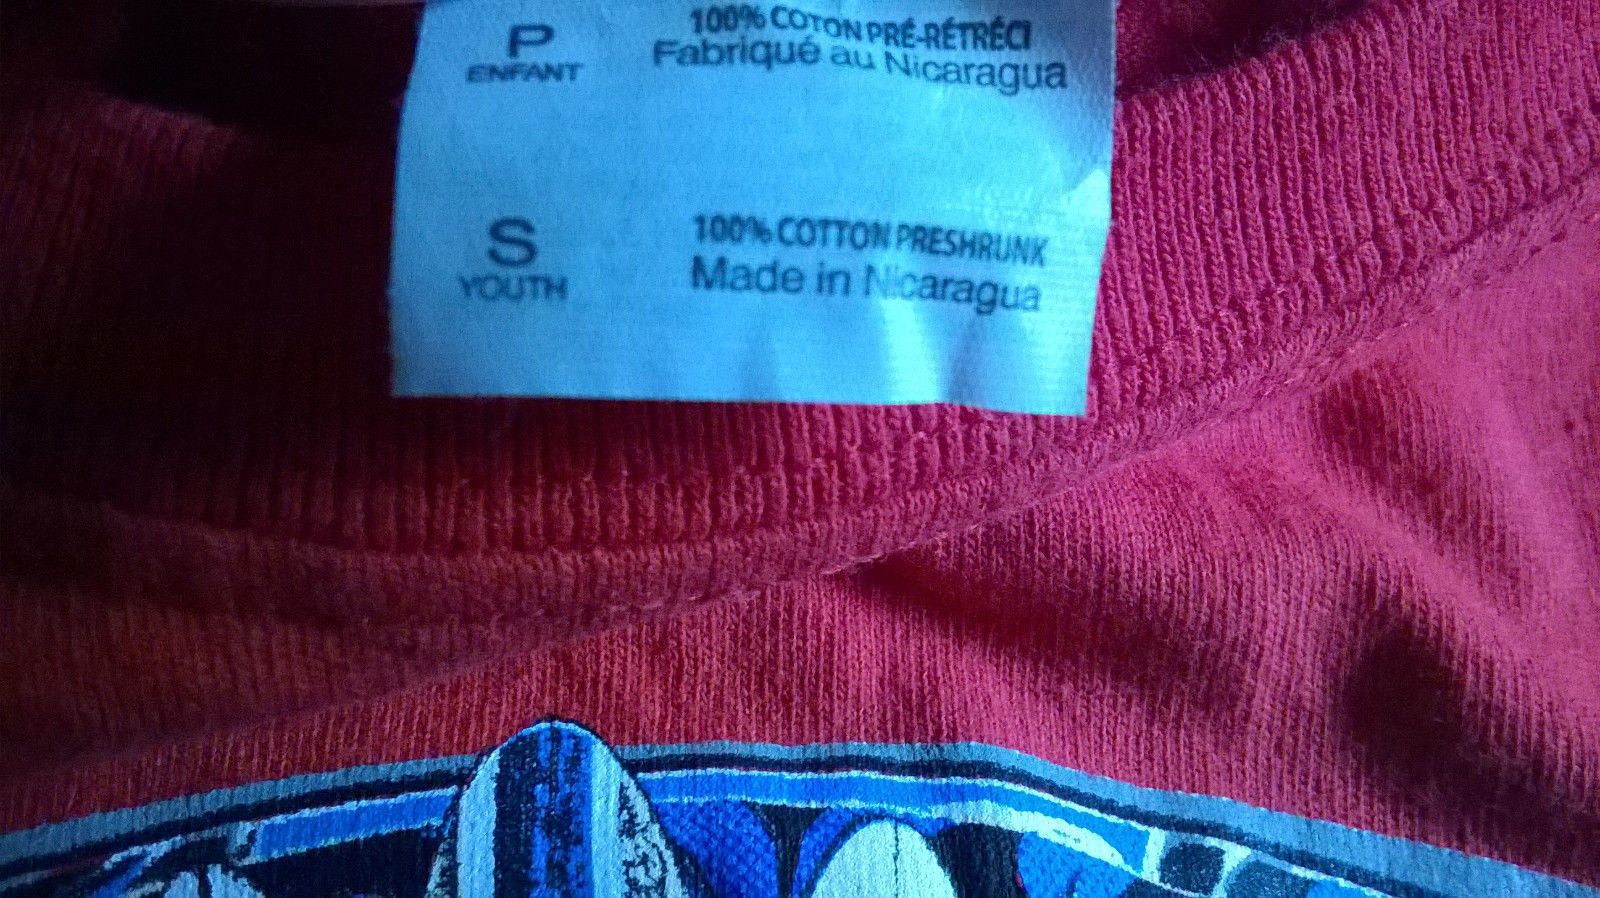 P
ENFANT
100% COTON PRÉ-RÉTRÉCI
Fabriqué au Nicaragua
S
YOUTH
100% COTTON PRESHRUNK
Made in Nicaragua